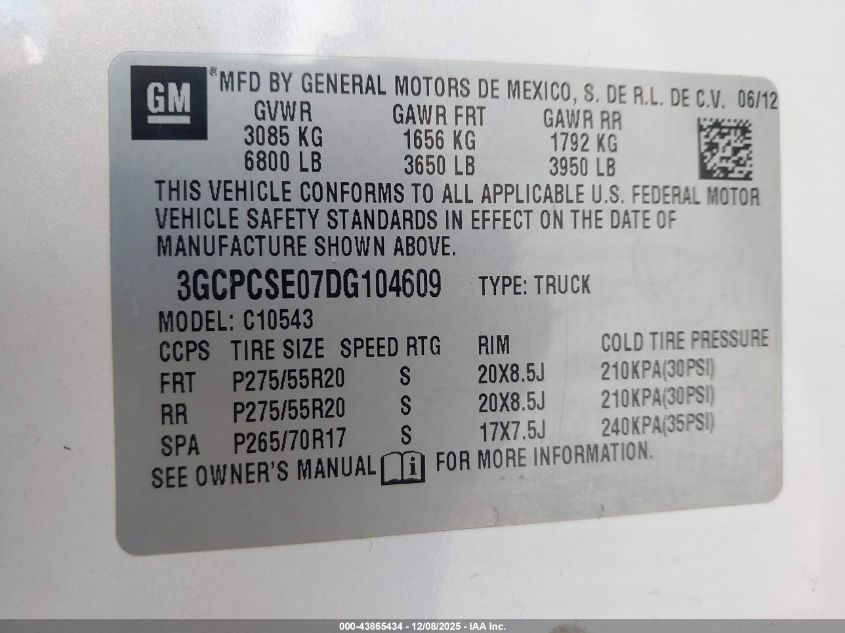 GM ® MFD BY GENERAL MOTORS DE MEXICO, S. DE R.L. DE C.V. 06/12
GVWR GAWR FRT GAWR RR
3085 KG 1656 KG 1792 KG
6800 LB 3650 LB 3950 LB
THIS VEHICLE CONFORMS TO ALL APPLICABLE U.S. FEDERAL MOTOR
VEHICLE SAFETY STANDARDS IN EFFECT ON THE DATE OF
MANUFACTURE SHOWN ABOVE.
3GCPCSE07DG104609 TYPE: TRUCK
MODEL: C10543
CCPS TIRE SIZE SPEED RTG RIM COLD TIRE PRESSURE
FRT P275/55R20 S 20X8.5J 210KPA(30PSI)
RR P275/55R20 S 20X8.5J 210KPA(30PSI)
SPA P265/70R17 S 17X7.5J 240KPA(35PSI)
SEE OWNER'S MANUAL FOR MORE INFORMATION.
000-43865434 - 12/08/2025 - IAA Inc.